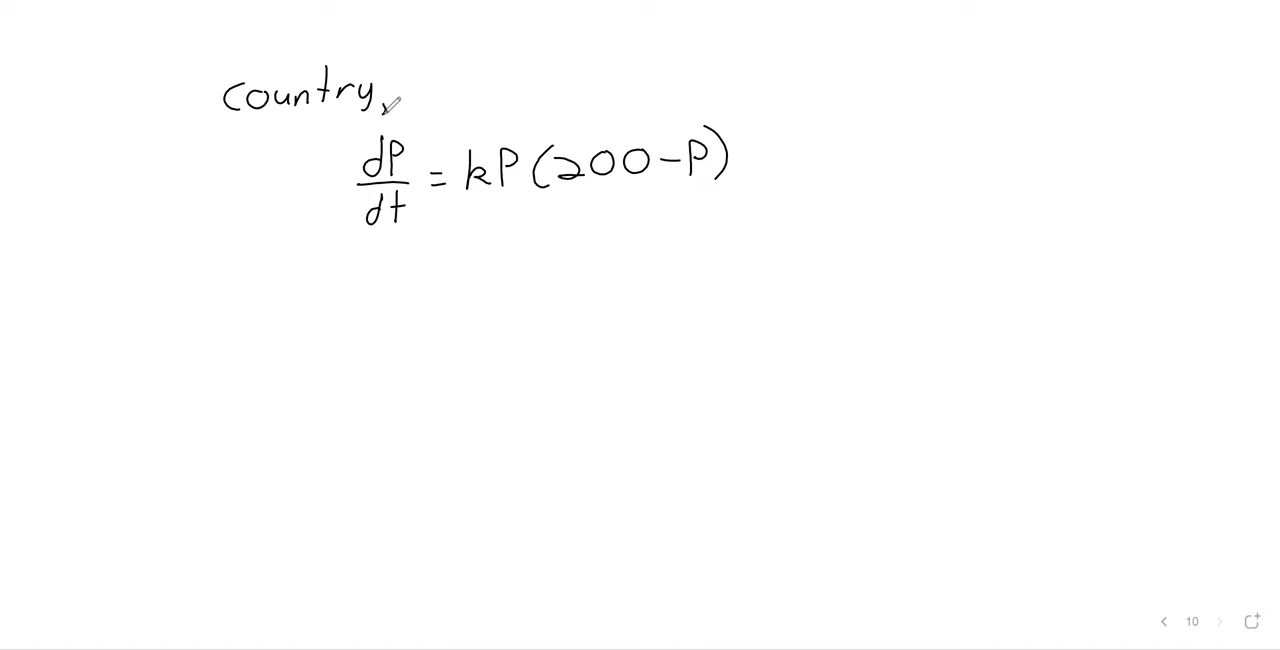 country,
dP/dt = kP(200-P)
10